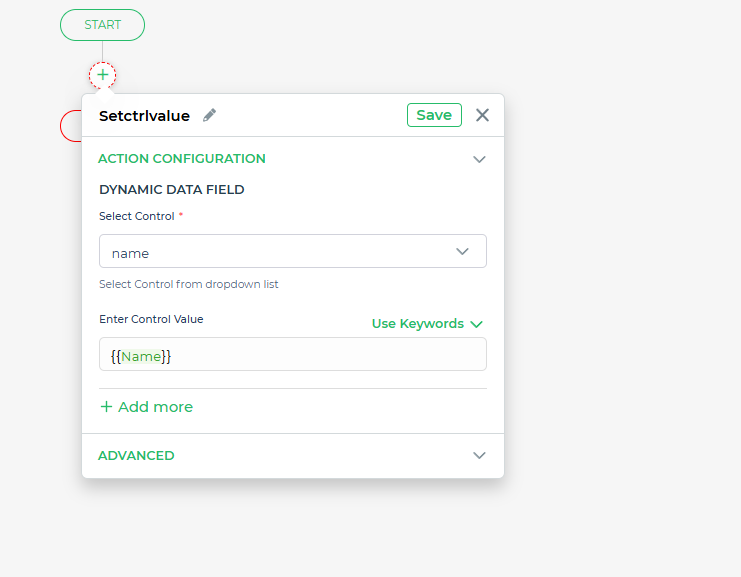 START
Setctrlvalue
Save
ACTION CONFIGURATION
DYNAMIC DATA FIELD
Select Control *
name
Select Control from dropdown list
Enter Control Value
Use Keywords
{{Name}}
+ Add more
ADVANCED